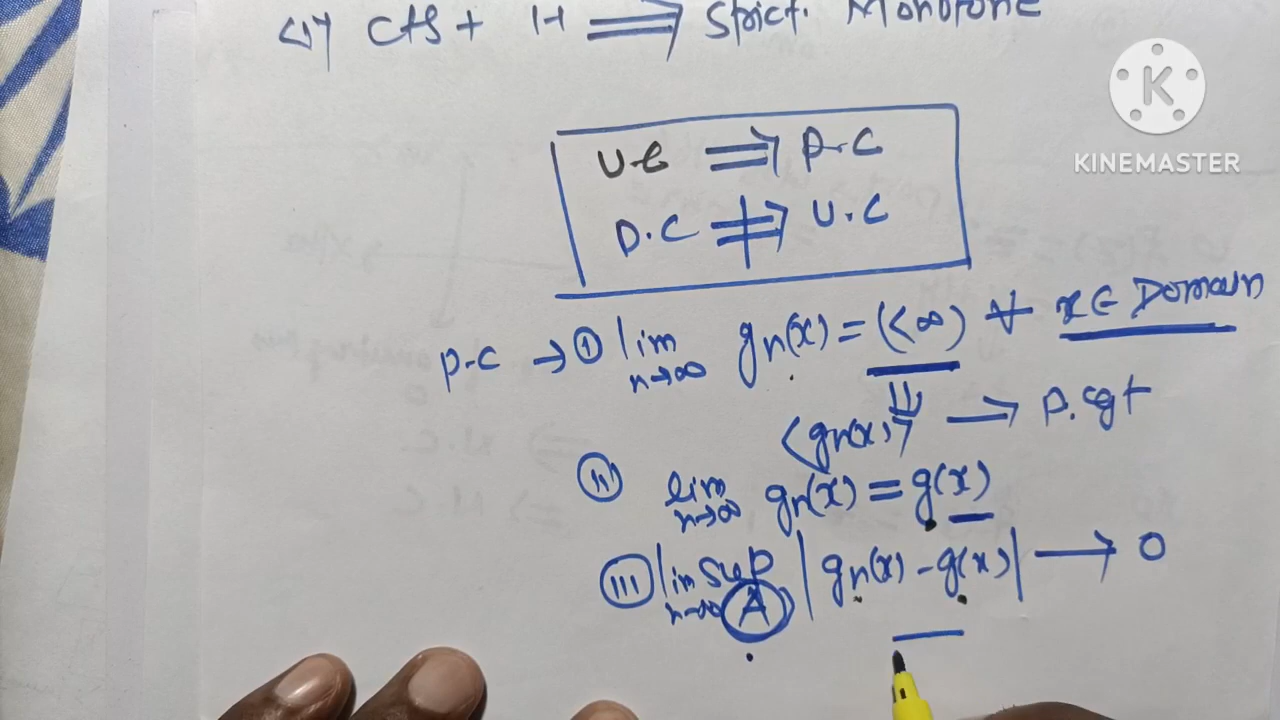 CTS + 1-1 ⟹ Strict. Monotone
K
KINEMASTER
U.C ⟹ P.C
P.C ⇏ U.C
P.C → ① lim n→∞ gn(x) = (<∞) ∀ x ∈ Domain
⇓
<gn(x)> → P. cgt
ⓘⓘ lim n→∞ gn(x) = g(x)
ⓘⓘⓘ lim n→∞ sup A |gn(x) - g(x)| → 0